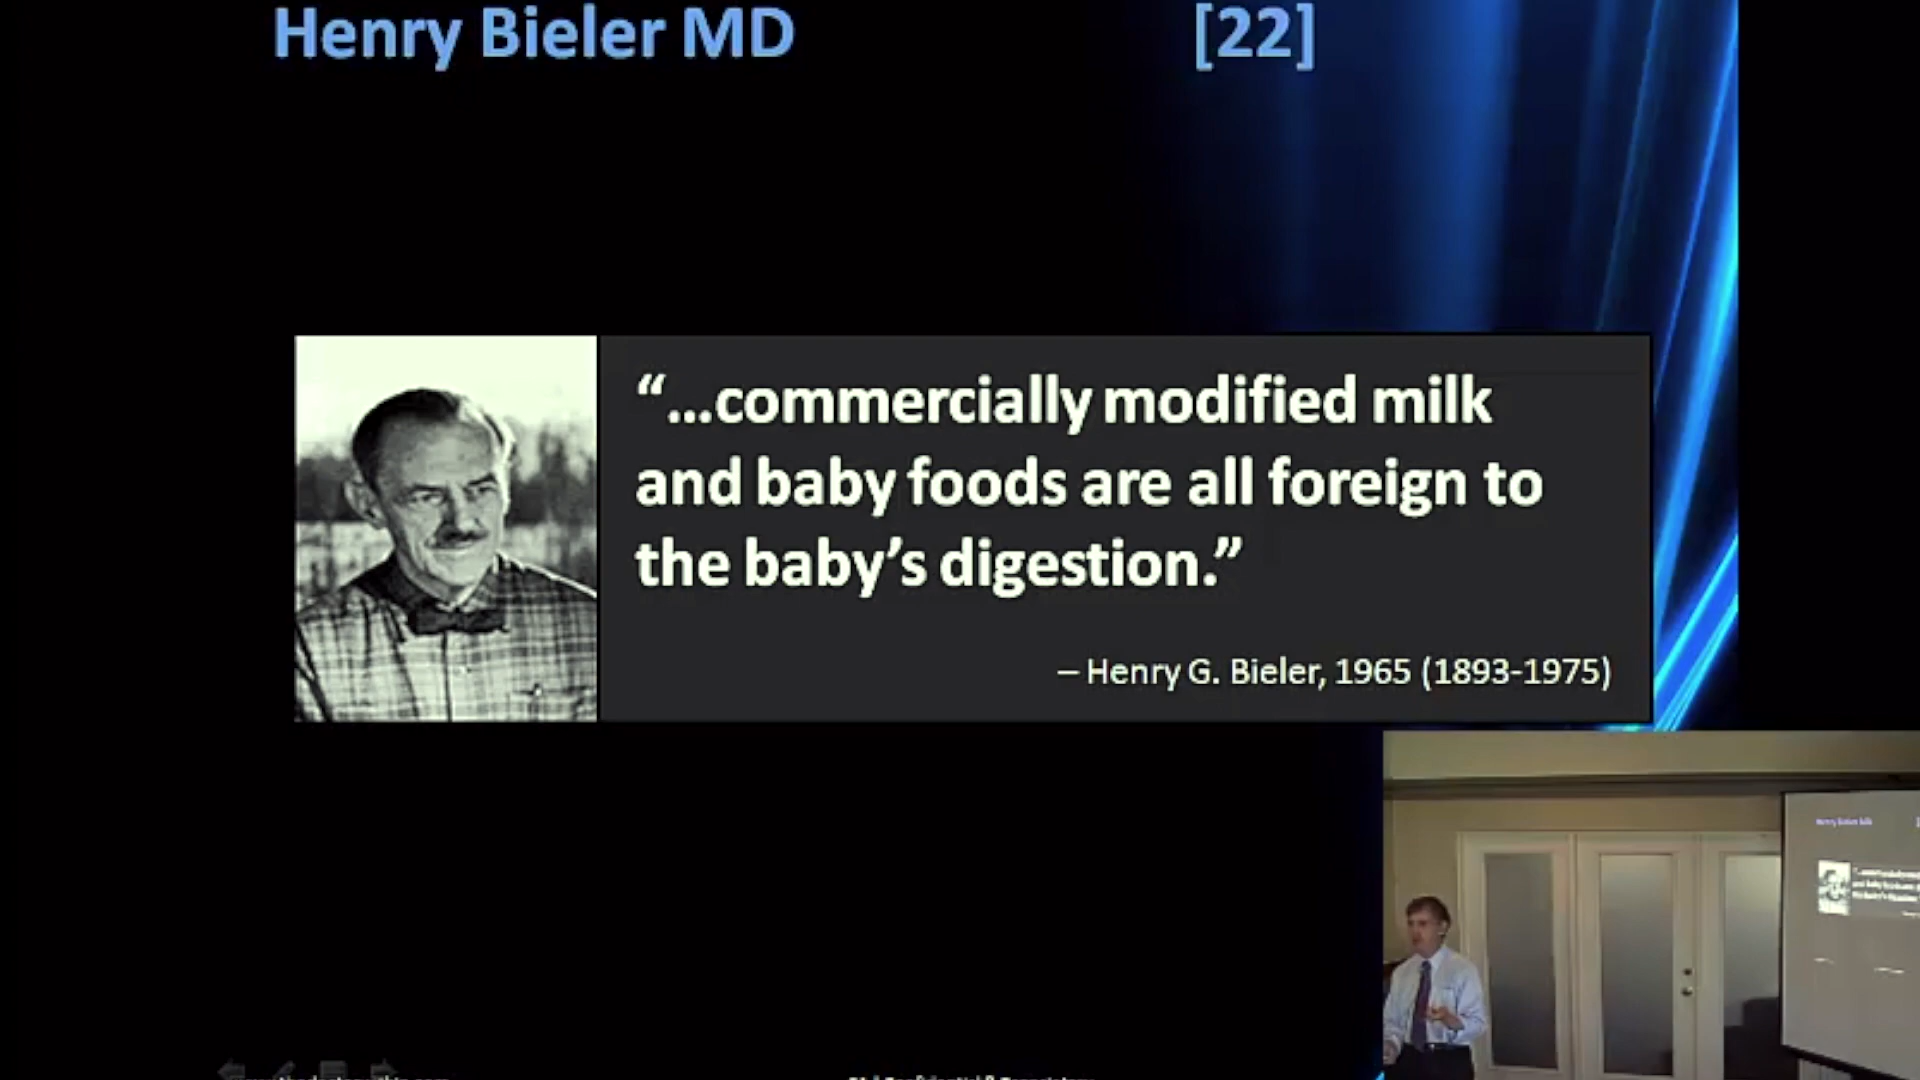 Henry Bieler MD [22]
“...commercially modified milk
and baby foods are all foreign to
the baby’s digestion.”
– Henry G. Bieler, 1965 (1893-1975)